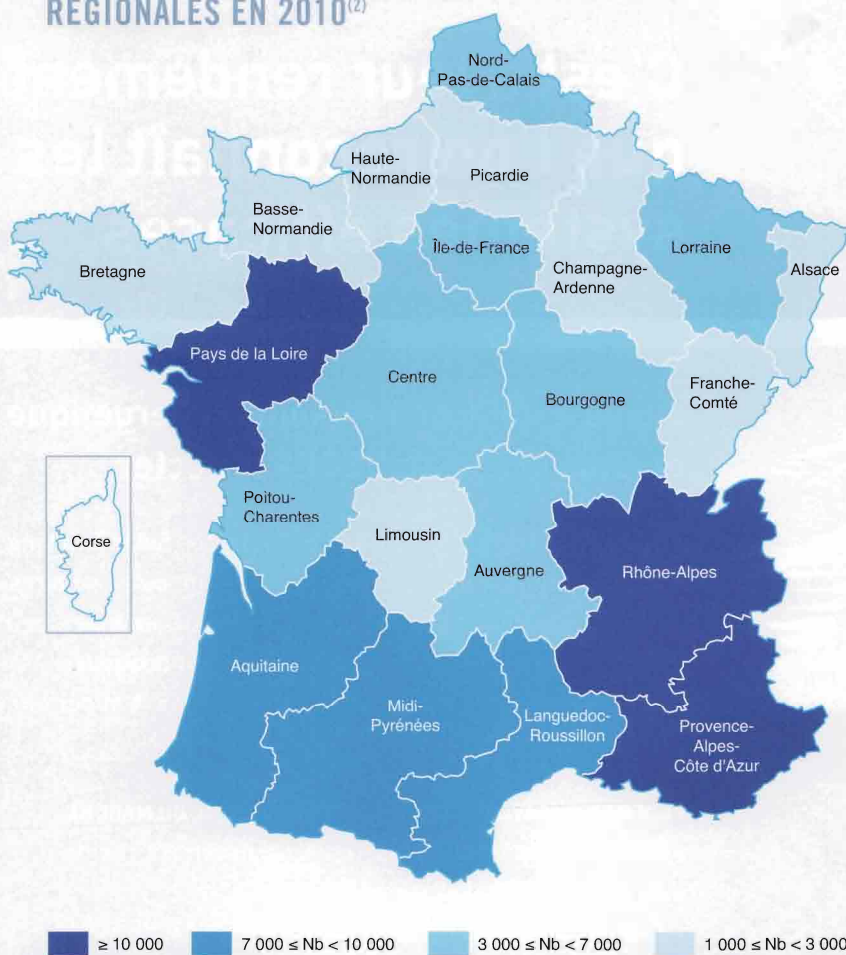 RÉGIONALES EN 2010(2)
Nord-
Pas-de-Calais
Haute-
Normandie
Picardie
Basse-
Normandie
Île-de-France
Lorraine
Bretagne
Champagne-
Ardenne
Alsace
Pays de la Loire
Centre
Bourgogne
Franche-
Comté
Poitou-
Charentes
Corse
Limousin
Auvergne
Rhône-Alpes
Aquitaine
Midi-
Pyrénées
Languedoc-
Roussillon
Provence-
Alpes-
Côte d'Azur
≥ 10 000 7 000 ≤ Nb < 10 000 3 000 ≤ Nb < 7 000 1 000 ≤ Nb < 3 000